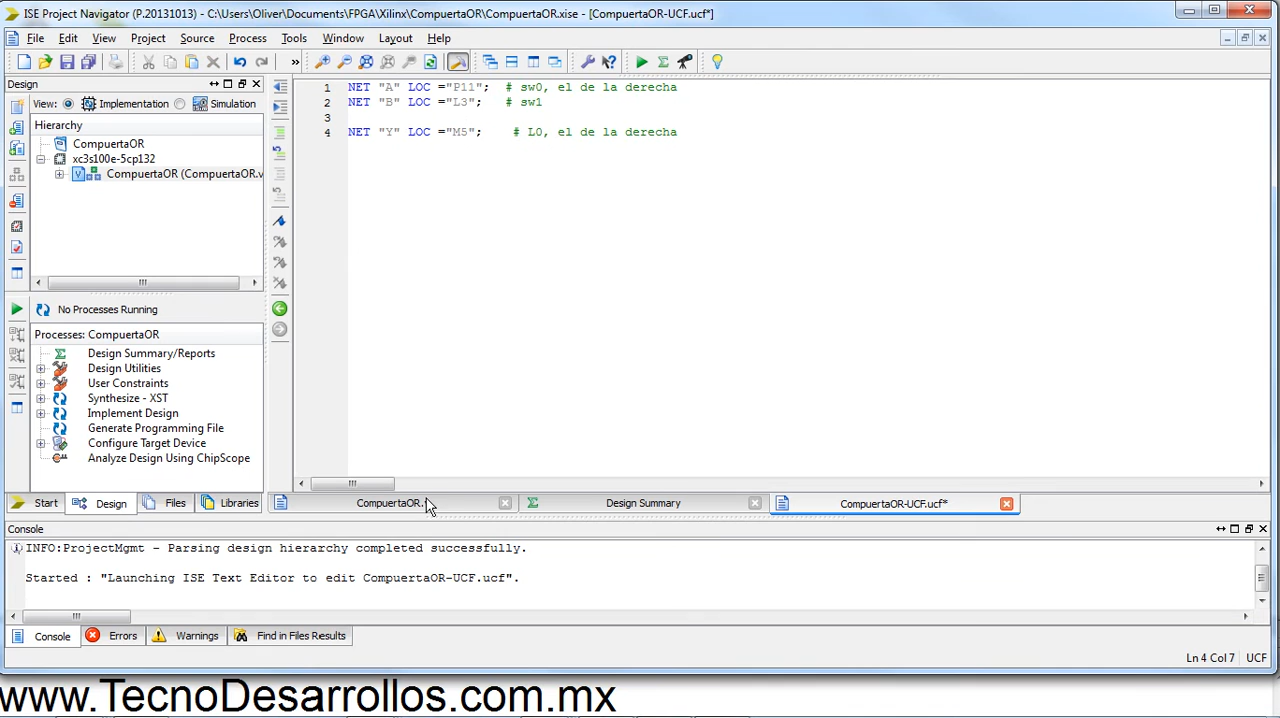 ISE Project Navigator (P.20131013) - C:\Users\Oliver\Documents\FPGA\Xilinx\CompuertaOR\CompuertaOR.xise - [CompuertaOR-UCF.ucf*]
File Edit View Project Source Process Tools Window Layout Help
Design
View: Implementation Simulation
Hierarchy
CompuertaOR
xc3s100e-5cp132
CompuertaOR (CompuertaOR.v
No Processes Running
Processes: CompuertaOR
Design Summary/Reports
Design Utilities
User Constraints
Synthesize - XST
Implement Design
Generate Programming File
Configure Target Device
Analyze Design Using ChipScope
Start Design Files Libraries
1 NET "A" LOC ="P11"; # sw0, el de la derecha
2 NET "B" LOC ="L3"; # sw1
3
4 NET "Y" LOC ="M5"; # L0, el de la derecha
CompuertaOR. Design Summary CompuertaOR-UCF.ucf*
Console
INFO:ProjectMgmt - Parsing design hierarchy completed successfully.
Started : "Launching ISE Text Editor to edit CompuertaOR-UCF.ucf".
Console Errors Warnings Find in Files Results
Ln 4 Col 7 UCF
www.TecnoDesarrollos.com.mx